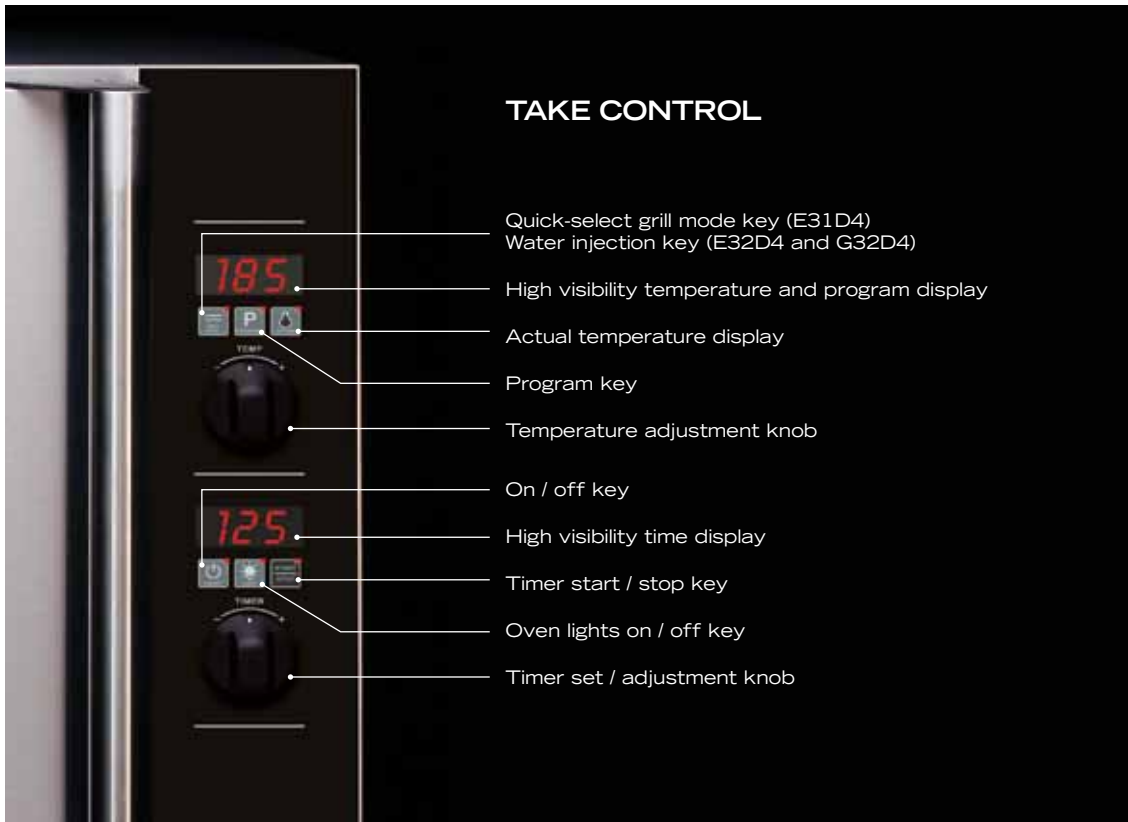 TAKE CONTROL
Quick-select grill mode key (E31D4)
Water injection key (E32D4 and G32D4)
185
High visibility temperature and program display
P
Actual temperature display
Program key
TEMP
Temperature adjustment knob
On / off key
125
High visibility time display
Timer start / stop key
Oven lights on / off key
TIMER
Timer set / adjustment knob